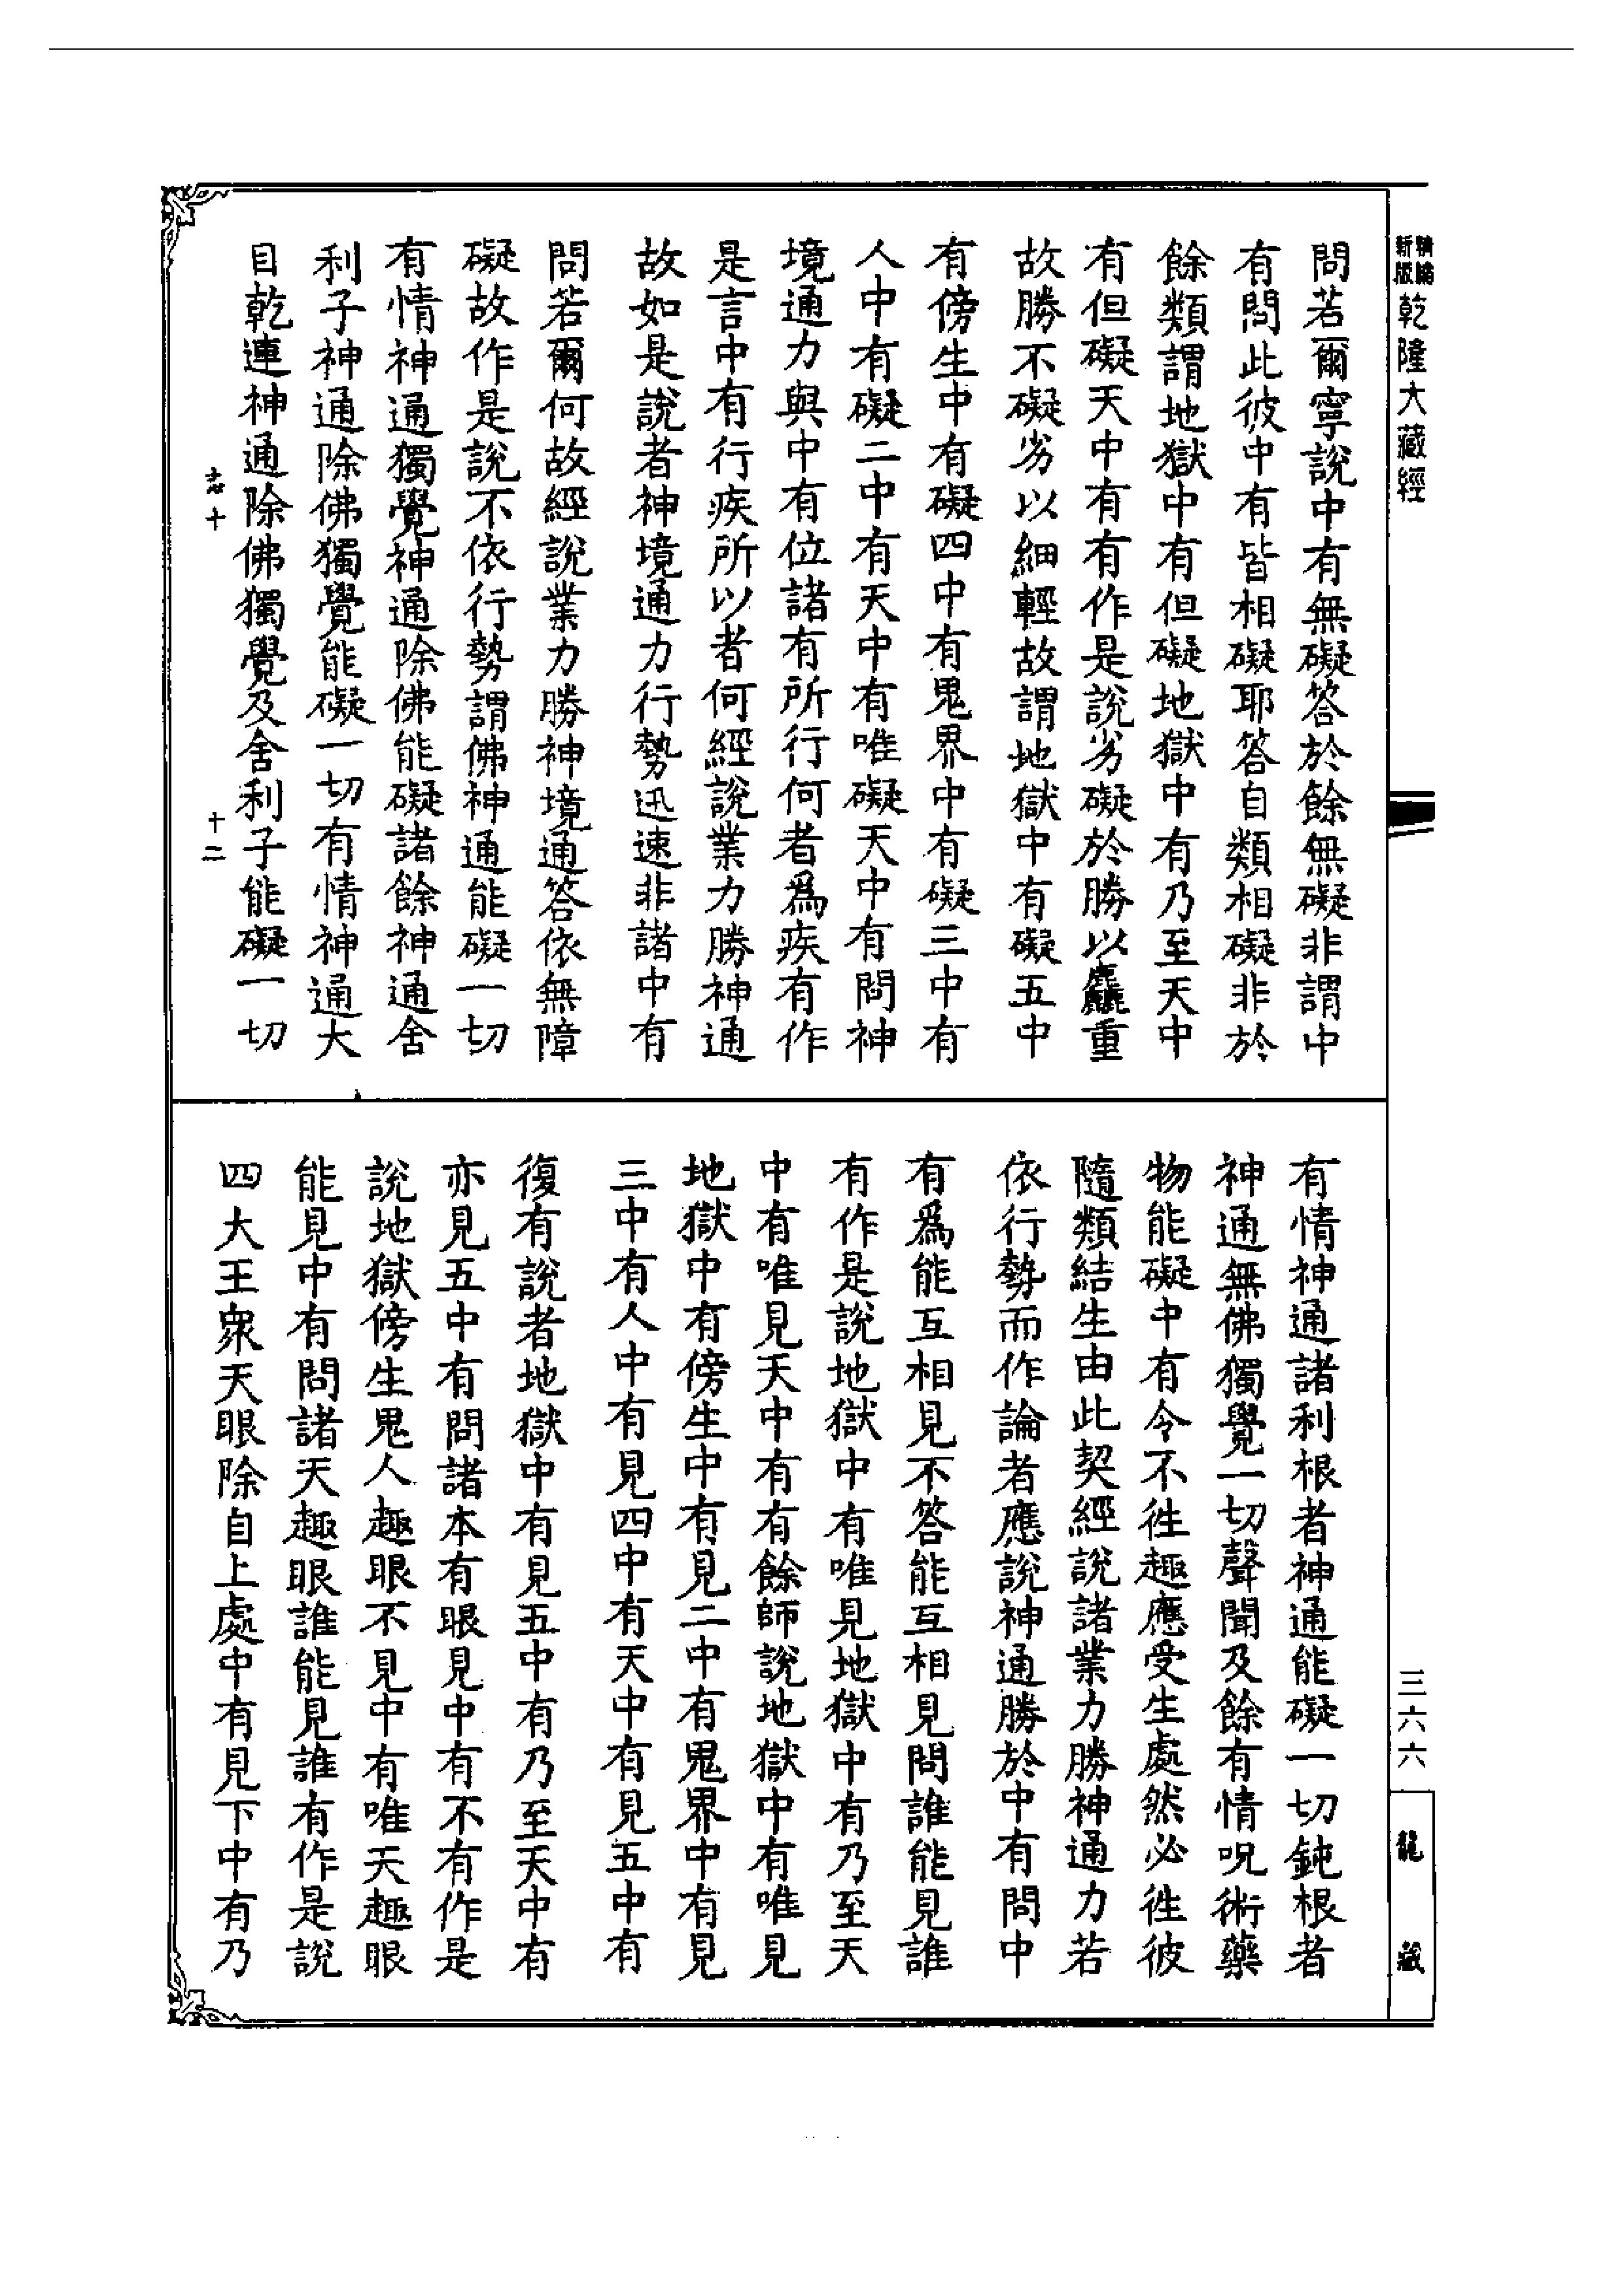 新編
新版
乾隆大藏經
問若爾寧說中有無礙答於餘無礙非謂中
有問此彼中有皆相礙耶答自類相礙非於
餘類謂地獄中有但礙地獄中有乃至天中
有但礙天中有有作是說劣礙於勝以麤重
故勝不礙劣以細輕故謂地獄中有礙五中
有傍生中有礙四中有鬼界中有礙三中有
人中有礙二中有天中有唯礙天中有問神
境通力與中有位諸有所行何者爲疾有作
是言中有行疾所以者何經說業力勝神通
故如是說者神境通力行勢迅速非諸中有
問若爾何故經說業力勝神境通答依無障
礙故作是說不依行勢謂佛神通能礙一切
有情神通獨覺神通除佛能礙諸餘神通舍
利子神通除佛獨覺能礙一切有情神通大
目乾連神通除佛獨覺及舍利子能礙一切
志十
十二
有情神通諸利根者神通能礙一切鈍根者
神通無佛獨覺一切聲聞及餘有情呪術藥
物能礙中有令不徃趣應受生處然必徃彼
隨類結生由此契經說諸業力勝神通力若
依行勢而作論者應說神通勝於中有問中
有爲能互相見不答能互相見問誰能見誰
有作是說地獄中有唯見地獄中有乃至天
中有唯見天中有有餘師說地獄中有唯見
地獄中有傍生中有見二中有鬼界中有見
三中有人中有見四中有天中有見五中有
復有說者地獄中有見五中有乃至天中有
亦見五中有問諸本有眼見中有不有作是
說地獄傍生鬼人趣眼不見中有唯天趣眼
能見中有問諸天趣眼誰能見誰有作是說
四大王衆天眼除自上處中有見下中有乃
三六六
龍藏